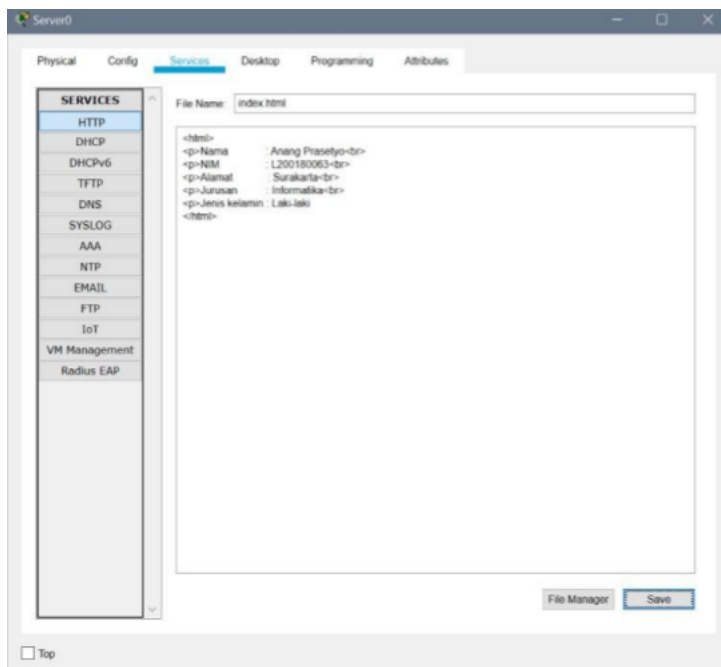 Server0
Physical Config Services Desktop Programming Attributes
SERVICES
HTTP
DHCP
DHCPv6
TFTP
DNS
SYSLOG
AAA
NTP
EMAIL
FTP
IoT
VM Management
Radius EAP
File Name: index.html
<html>
<p>Nama : Anang Prasetyo<br>
<p>NIM : L200180063<br>
<p>Alamat : Surakarta<br>
<p>Jurusan : Informatika<br>
<p>Jenis kelamin : Laki-laki
</html>
File Manager Save
Top